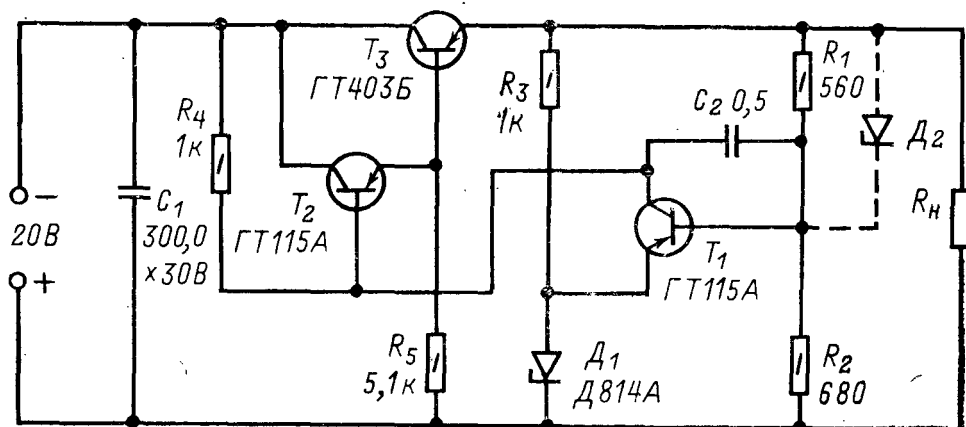 T₃
ГТ403Б
R₄
1к
− 20В +
C₁
300,0
×30В
T₂
ГТ115А
R₃
1к
C₂ 0,5
R₁
560
Д₂
Rн
T₁
ГТ115А
R₅
5,1к
Д₁
Д814А
R₂
680